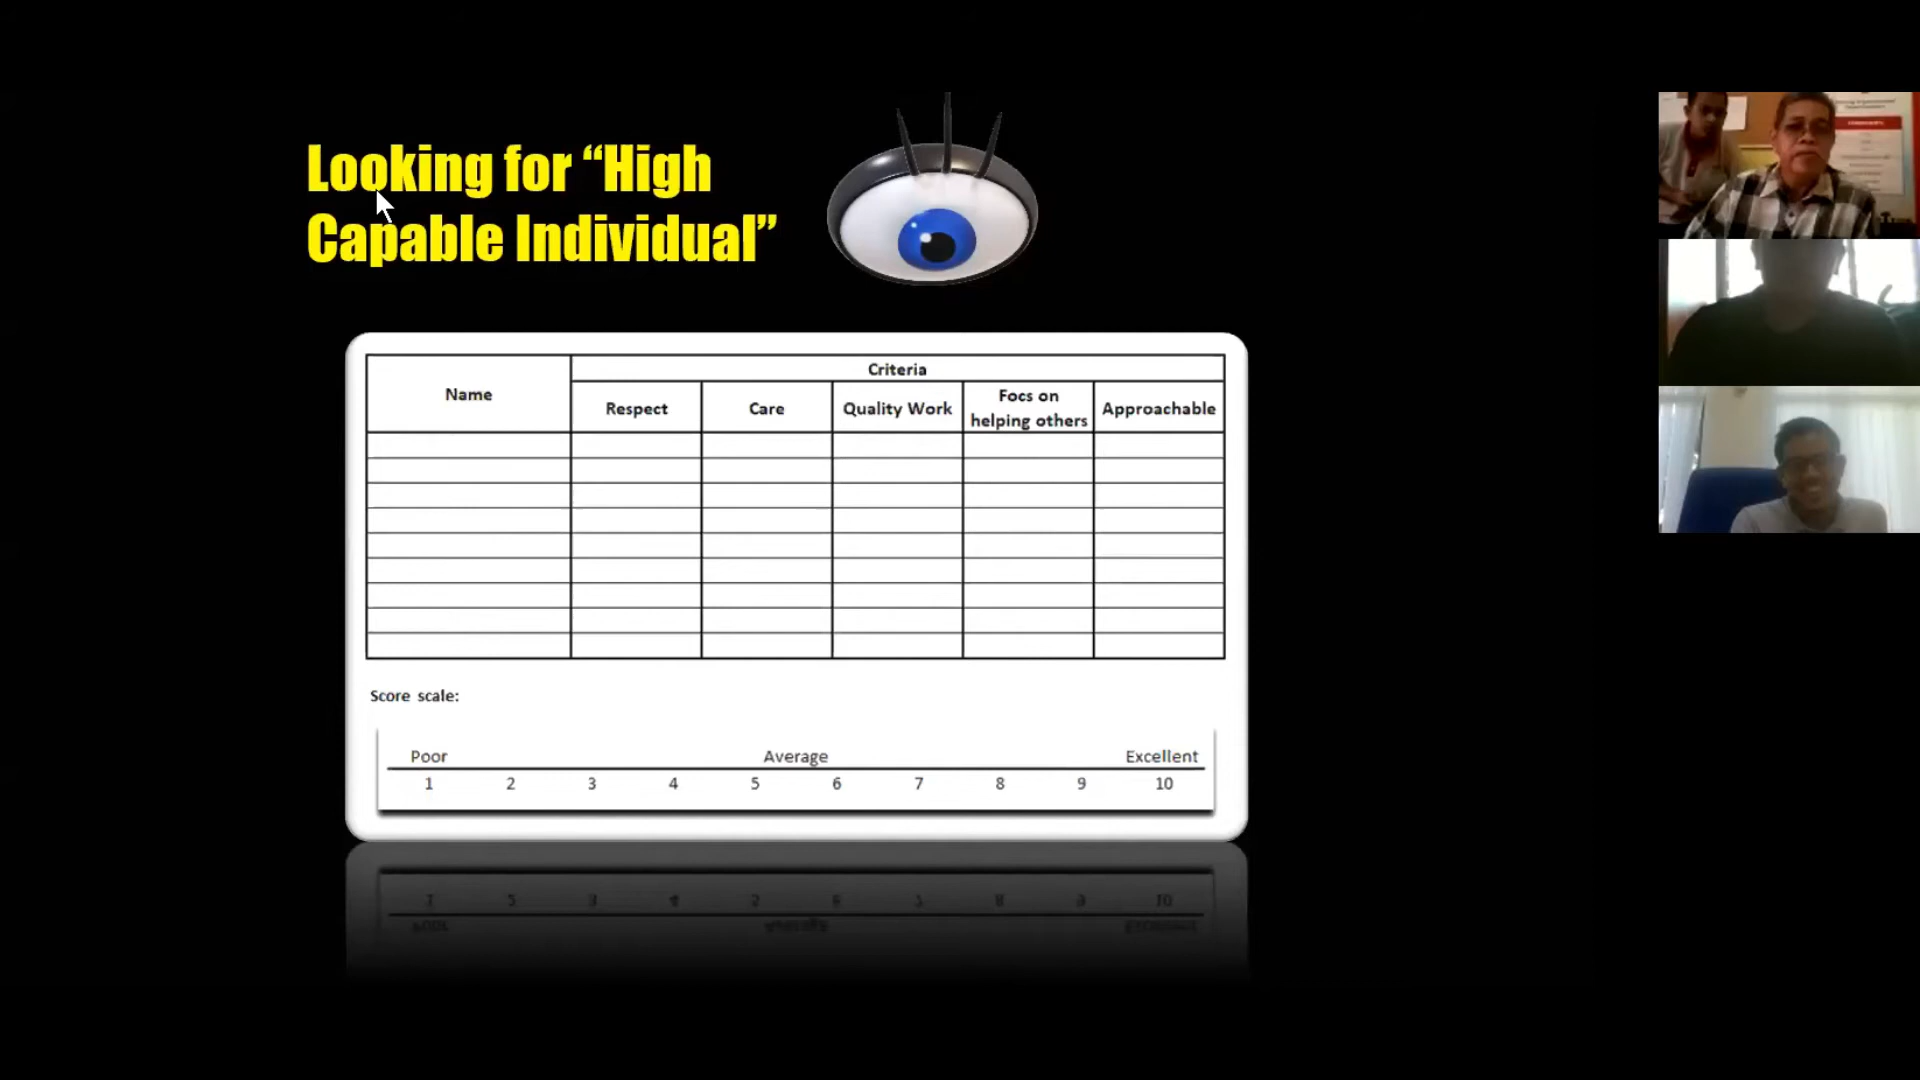 Looking for “High
Capable Individual”
Name
Criteria
Respect
Care
Quality Work
Focs on
helping others
Approachable
Score scale:
Poor Average Excellent
1 2 3 4 5 6 7 8 9 10